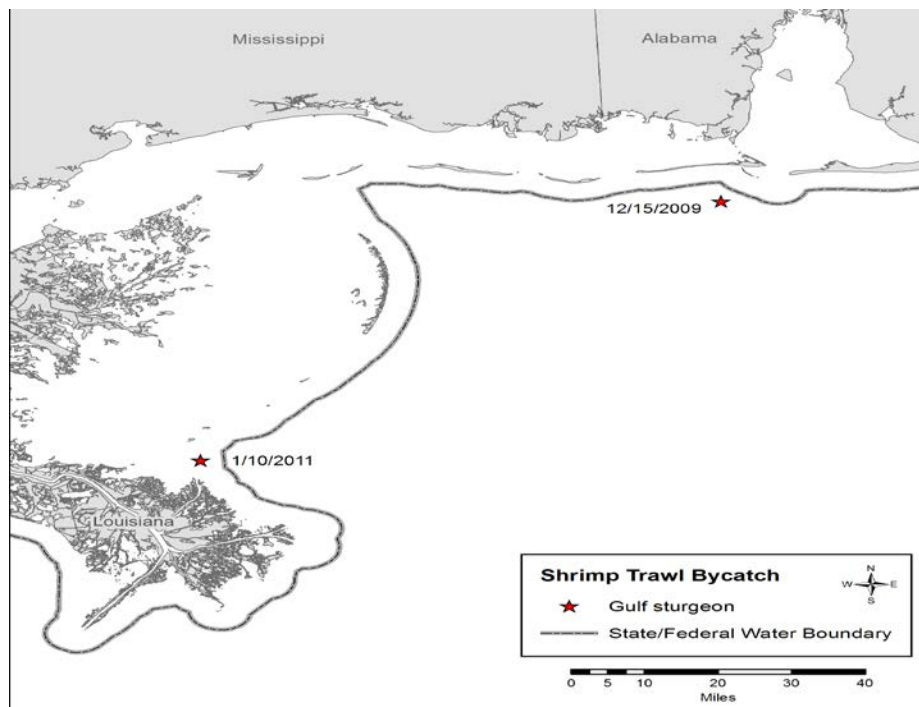 Mississippi
Alabama
12/15/2009
1/10/2011
Louisiana
Shrimp Trawl Bycatch
N
W E
S
Gulf sturgeon
State/Federal Water Boundary
0 5 10 20 30 40
Miles